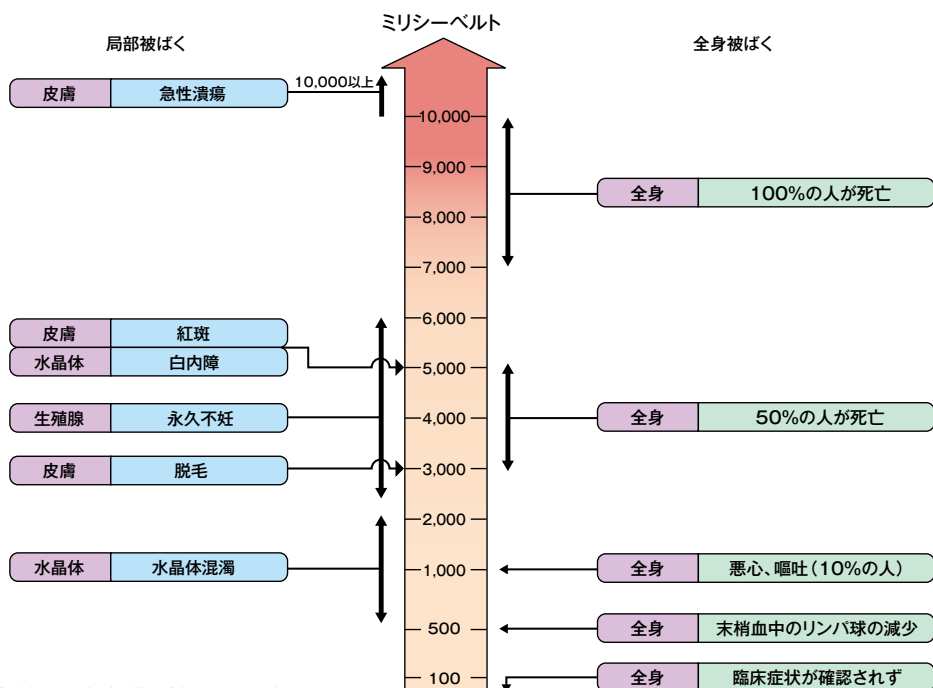 ミリシーベルト
局部被ばく
全身被ばく
皮膚 急性潰瘍
10,000以上
10,000
9,000
全身 100%の人が死亡
8,000
7,000
6,000
皮膚 紅斑
水晶体 白内障
5,000
生殖腺 永久不妊
4,000
全身 50%の人が死亡
皮膚 脱毛
3,000
2,000
水晶体 水晶体混濁
1,000
全身 悪心、嘔吐(10%の人)
500
全身 末梢血中のリンパ球の減少
100
全身 臨床症状が確認されず